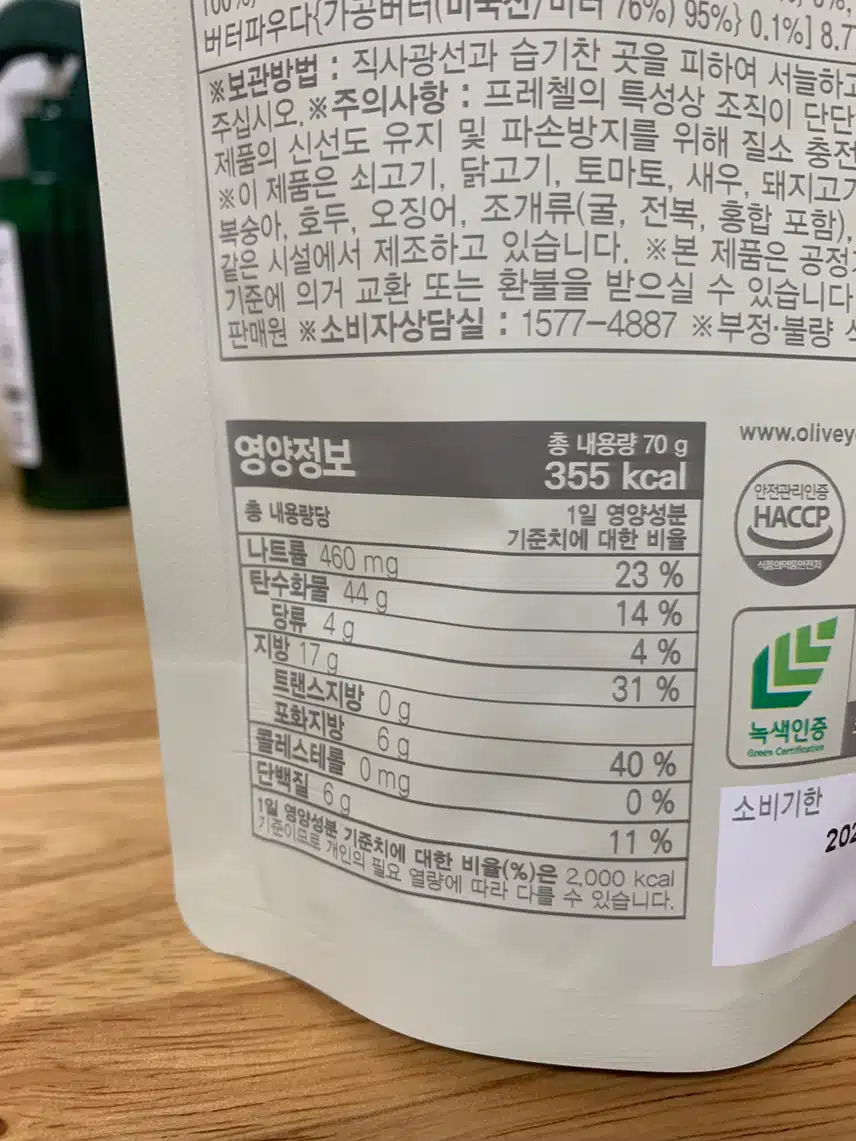 버터파우다{가공버터(미국산/버터 76%) 95%} 0.1%] 8.7
※보관방법 : 직사광선과 습기찬 곳을 피하여 서늘하고
주십시오.※주의사항 : 프레첼의 특성상 조직이 단단
제품의 신선도 유지 및 파손방지를 위해 질소 충전
※이 제품은 쇠고기, 닭고기, 토마토, 새우, 돼지고기
복숭아, 호두, 오징어, 조개류(굴, 전복, 홍합 포함),
같은 시설에서 제조하고 있습니다. ※본 제품은 공정
기준에 의거 교환 또는 환불을 받으실 수 있습니다
판매원 ※소비자상담실 : 1577-4887 ※부정·불량
영양정보
총 내용량 70 g
355 kcal
총 내용량당
1일 영양성분
기준치에 대한 비율
나트륨 460 mg 23 %
탄수화물 44 g 14 %
당류 4 g 4 %
지방 17 g 31 %
트랜스지방 0 g
포화지방 6 g 40 %
콜레스테롤 0 mg 0 %
단백질 6 g 11 %
1일 영양성분 기준치에 대한 비율(%)은 2,000 kcal
기준이므로 개인의 필요 열량에 따라 다를 수 있습니다.
www.olivey
안전관리인증
HACCP
식품의약품안전처
녹색인증
Green Certification
소비기한
202